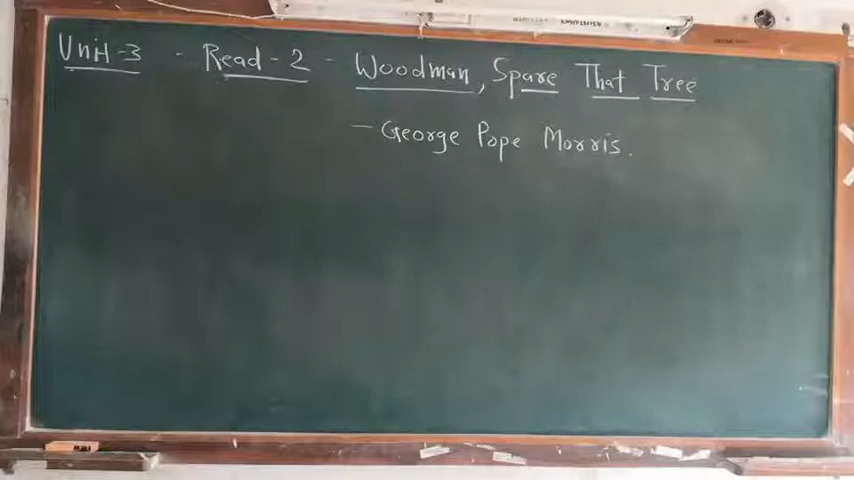 Unit-3 - Read-2 - Woodman, Spare That Tree
- George Pope Morris.